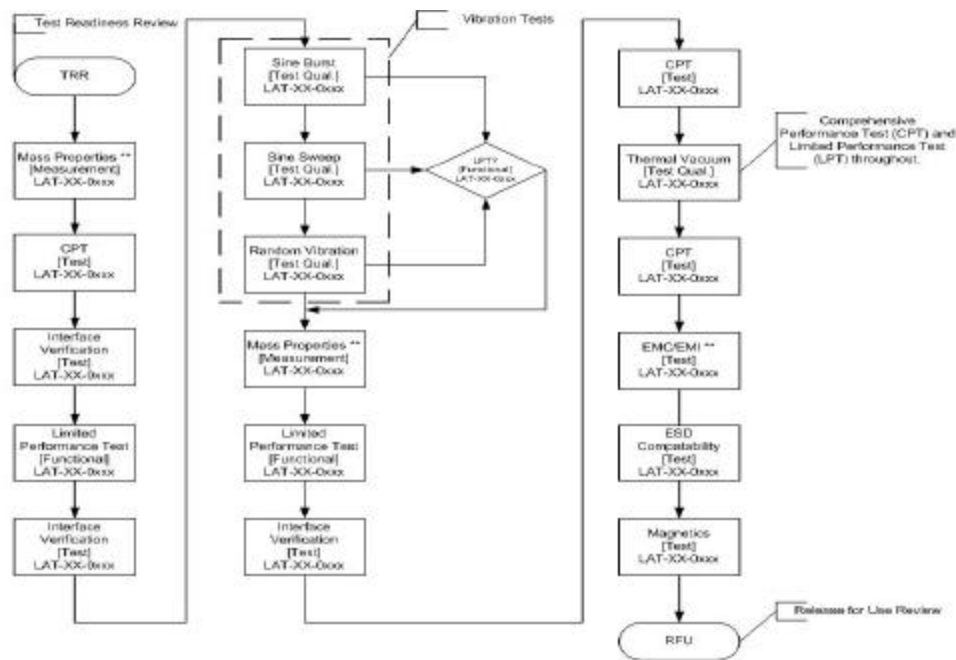 Test Readiness Review
TRR
Mass Properties **
[Measurement]
LAT-XX-0xxx
CPT
[Test]
LAT-XX-0xxx
Interface
Verification
[Test]
LAT-XX-0xxx
Limited
Performance Test
[Functional]
LAT-XX-0xxx
Interface
Verification
[Test]
LAT-XX-0xxx
Vibration Tests
Sine Burst
[Test Qual.]
LAT-XX-0xxx
Sine Sweep
[Test Qual.]
LAT-XX-0xxx
Random Vibration
[Test Qual.]
LAT-XX-0xxx
LPT?
[Functional]
LAT-XX-0xxx
Mass Properties **
[Measurement]
LAT-XX-0xxx
Limited
Performance Test
[Functional]
LAT-XX-0xxx
Interface
Verification
[Test]
LAT-XX-0xxx
CPT
[Test]
LAT-XX-0xxx
Comprehensive
Performance Test (CPT) and
Limited Performance Test
(LPT) throughout.
Thermal Vacuum
[Test Qual.]
LAT-XX-0xxx
CPT
[Test]
LAT-XX-0xxx
EMC/EMI **
[Test]
LAT-XX-0xxx
ESD
Compatability
[Test]
LAT-XX-0xxx
Magnetics
[Test]
LAT-XX-0xxx
RFU
Release for Use Review